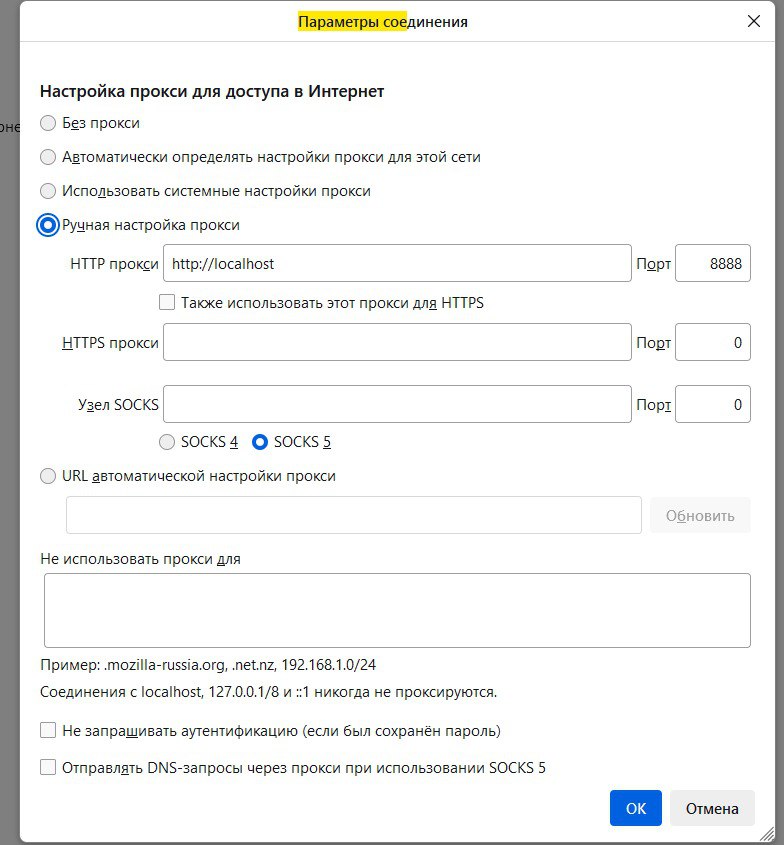 Параметры соединения
оне
Настройка прокси для доступа в Интернет
Без прокси
Автоматически определять настройки прокси для этой сети
Использовать системные настройки прокси
Ручная настройка прокси
HTTP прокси http://localhost Порт 8888
Также использовать этот прокси для HTTPS
HTTPS прокси Порт 0
Узел SOCKS Порт 0
SOCKS 4 SOCKS 5
URL автоматической настройки прокси
Обновить
Не использовать прокси для
Пример: .mozilla-russia.org, .net.nz, 192.168.1.0/24
Соединения с localhost, 127.0.0.1/8 и ::1 никогда не проксируются.
Не запрашивать аутентификацию (если был сохранён пароль)
Отправлять DNS-запросы через прокси при использовании SOCKS 5
ОК Отмена